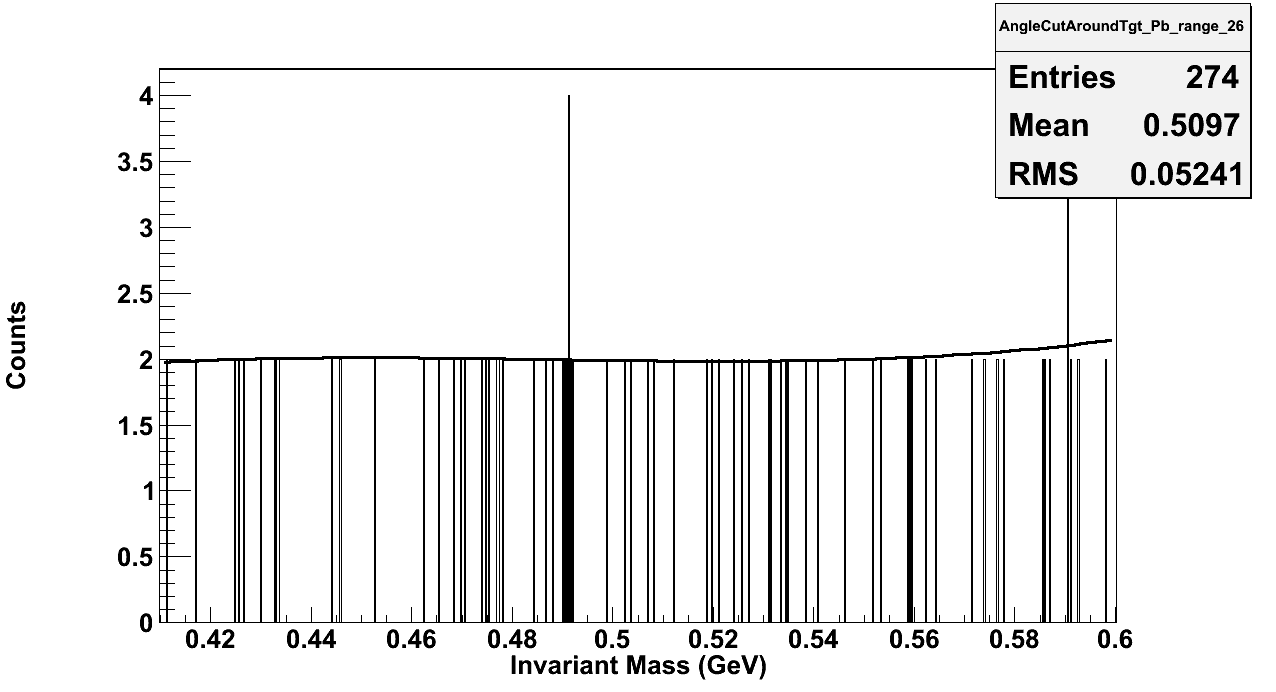 AngleCutAroundTgt_Pb_range_26
Entries 274
Mean 0.5097
RMS 0.05241
4
3.5
3
2.5
2
1.5
1
0.5
0
Counts
0.42 0.44 0.46 0.48 0.5 0.52 0.54 0.56 0.58 0.6
Invariant Mass (GeV)